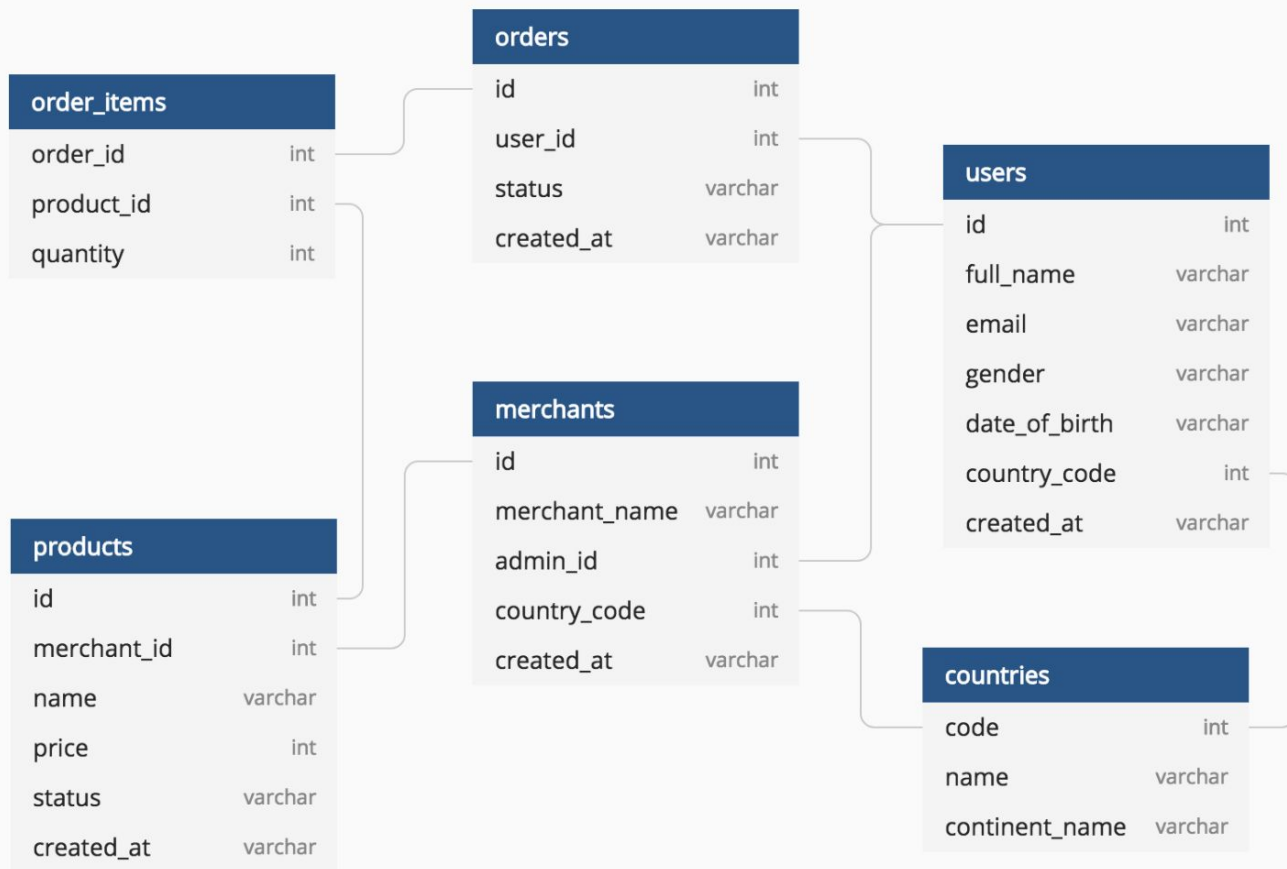 order_items
order_id int
product_id int
quantity int
orders
id int
user_id int
status varchar
created_at varchar
users
id int
full_name varchar
email varchar
gender varchar
date_of_birth varchar
country_code int
created_at varchar
merchants
id int
merchant_name varchar
admin_id int
country_code int
created_at varchar
products
id int
merchant_id int
name varchar
price int
status varchar
created_at varchar
countries
code int
name varchar
continent_name varchar